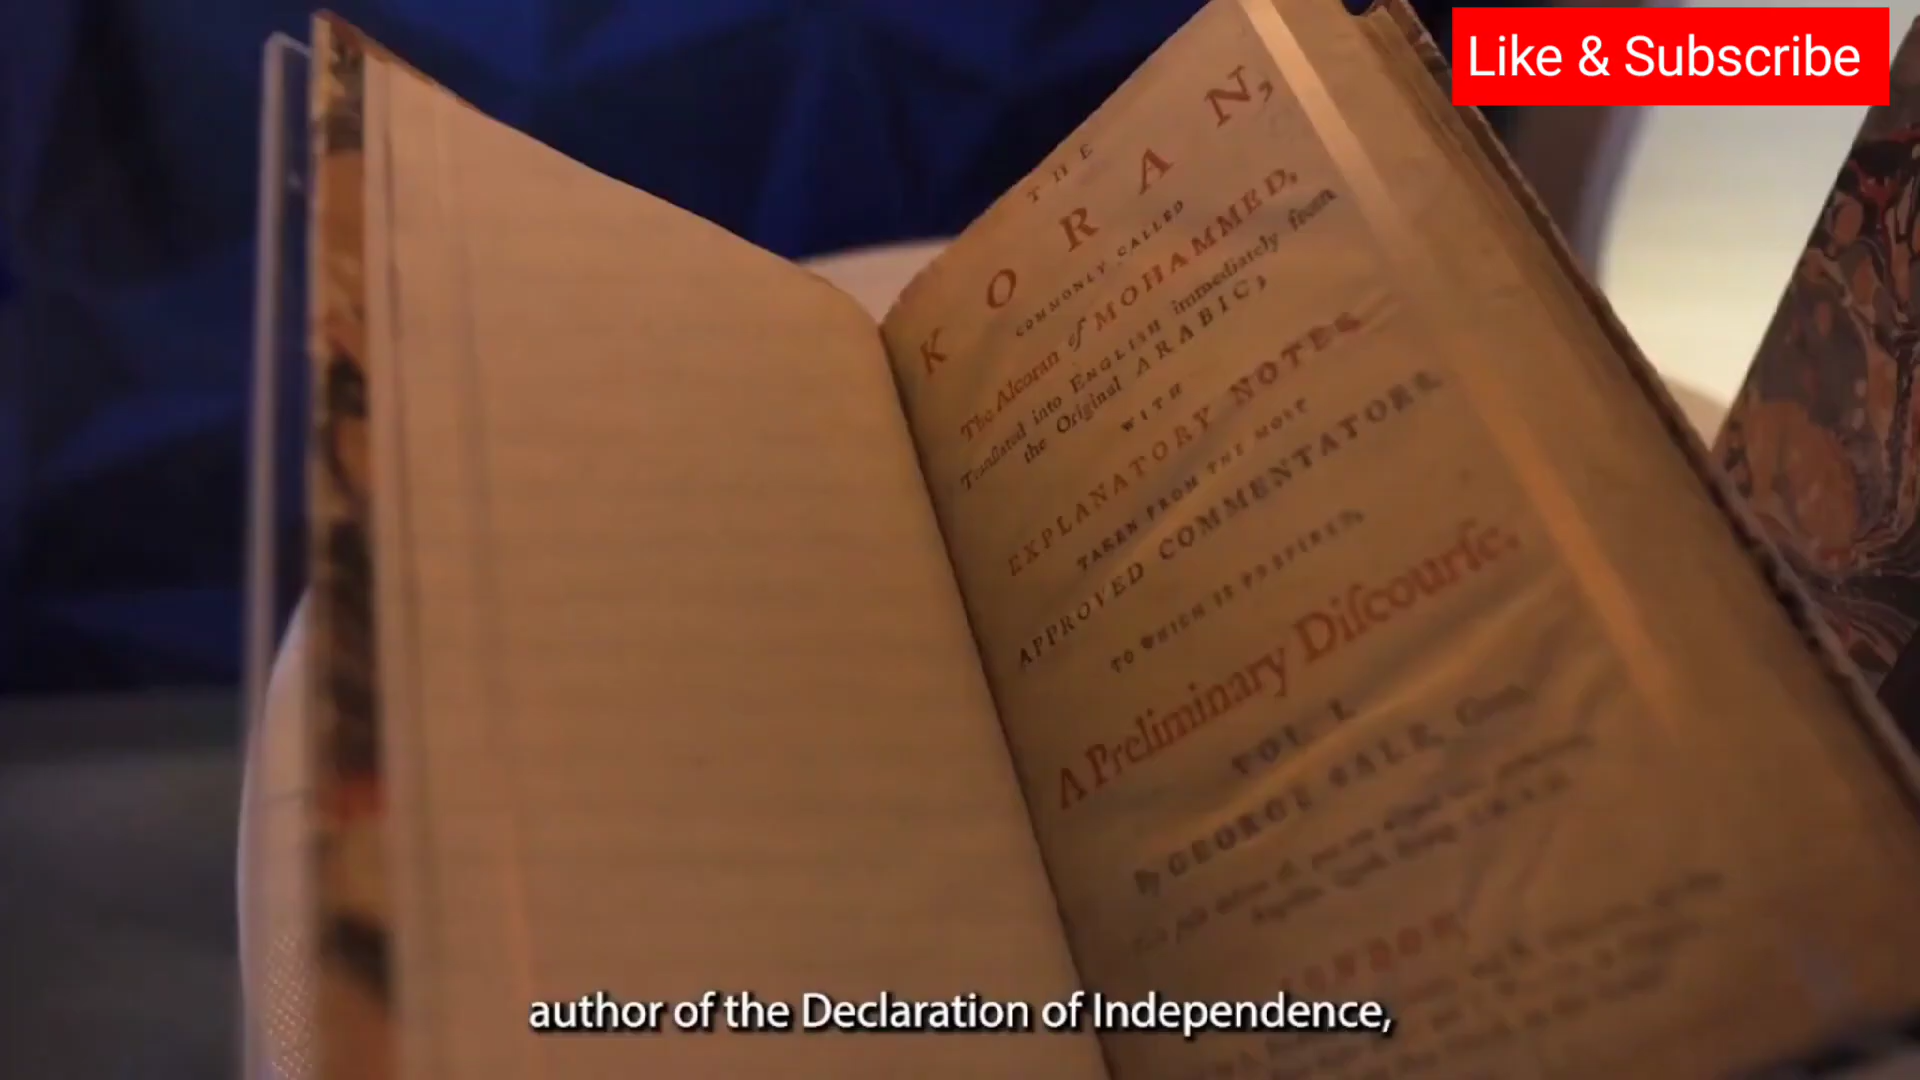 Like & Subscribe
THE
KORAN,
COMMONLY CALLED
The Alcoran of MOHAMMED,
Tranſlated into ENGLISH immediately from
the Original ARABIC;
WITH
EXPLANATORY NOTES,
TAKEN FROM THE MOST
APPROVED COMMENTATORS.
TO WHICH IS PREFIXED,
A Preliminary Diſcourſe.
VOL. I.
By GEORGE SALE, Gent.
LONDON
author of the Declaration of Independence,